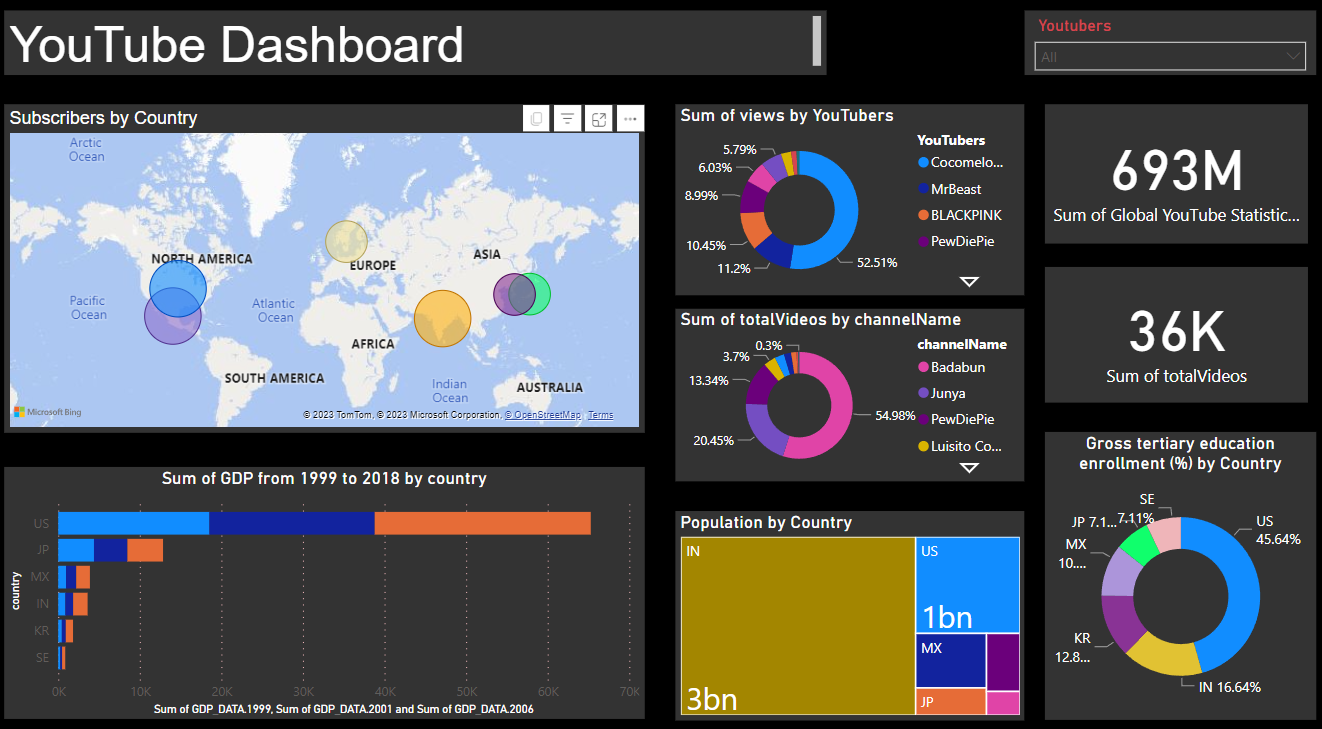 YouTube Dashboard
Youtubers
All
Subscribers by Country
Arctic
Ocean
NORTH AMERICA
EUROPE
ASIA
Pacific
Ocean
Atlantic
Ocean
AFRICA
SOUTH AMERICA
Indian
Ocean
AUSTRALIA
Microsoft Bing
© 2023 TomTom, © 2023 Microsoft Corporation, © OpenStreetMap Terms
Sum of views by YouTubers
5.79%
6.03%
8.99%
10.45%
11.2%
52.51%
YouTubers
Cocomelo...
MrBeast
BLACKPINK
PewDiePie
693M
Sum of Global YouTube Statistic...
Sum of totalVideos by channelName
0.3%
3.7%
13.34%
20.45%
54.98%
channelName
Badabun
Junya
PewDiePie
Luisito Co...
36K
Sum of totalVideos
Sum of GDP from 1999 to 2018 by country
country
US
JP
MX
IN
KR
SE
0K
10K
20K
30K
40K
50K
60K
70K
Sum of GDP_DATA.1999, Sum of GDP_DATA.2001 and Sum of GDP_DATA.2006
Population by Country
IN
3bn
US
1bn
MX
JP
Gross tertiary education
enrollment (%) by Country
SE
7.11%
JP 7.1...
MX
10....
KR
12.8...
US
45.64%
IN 16.64%